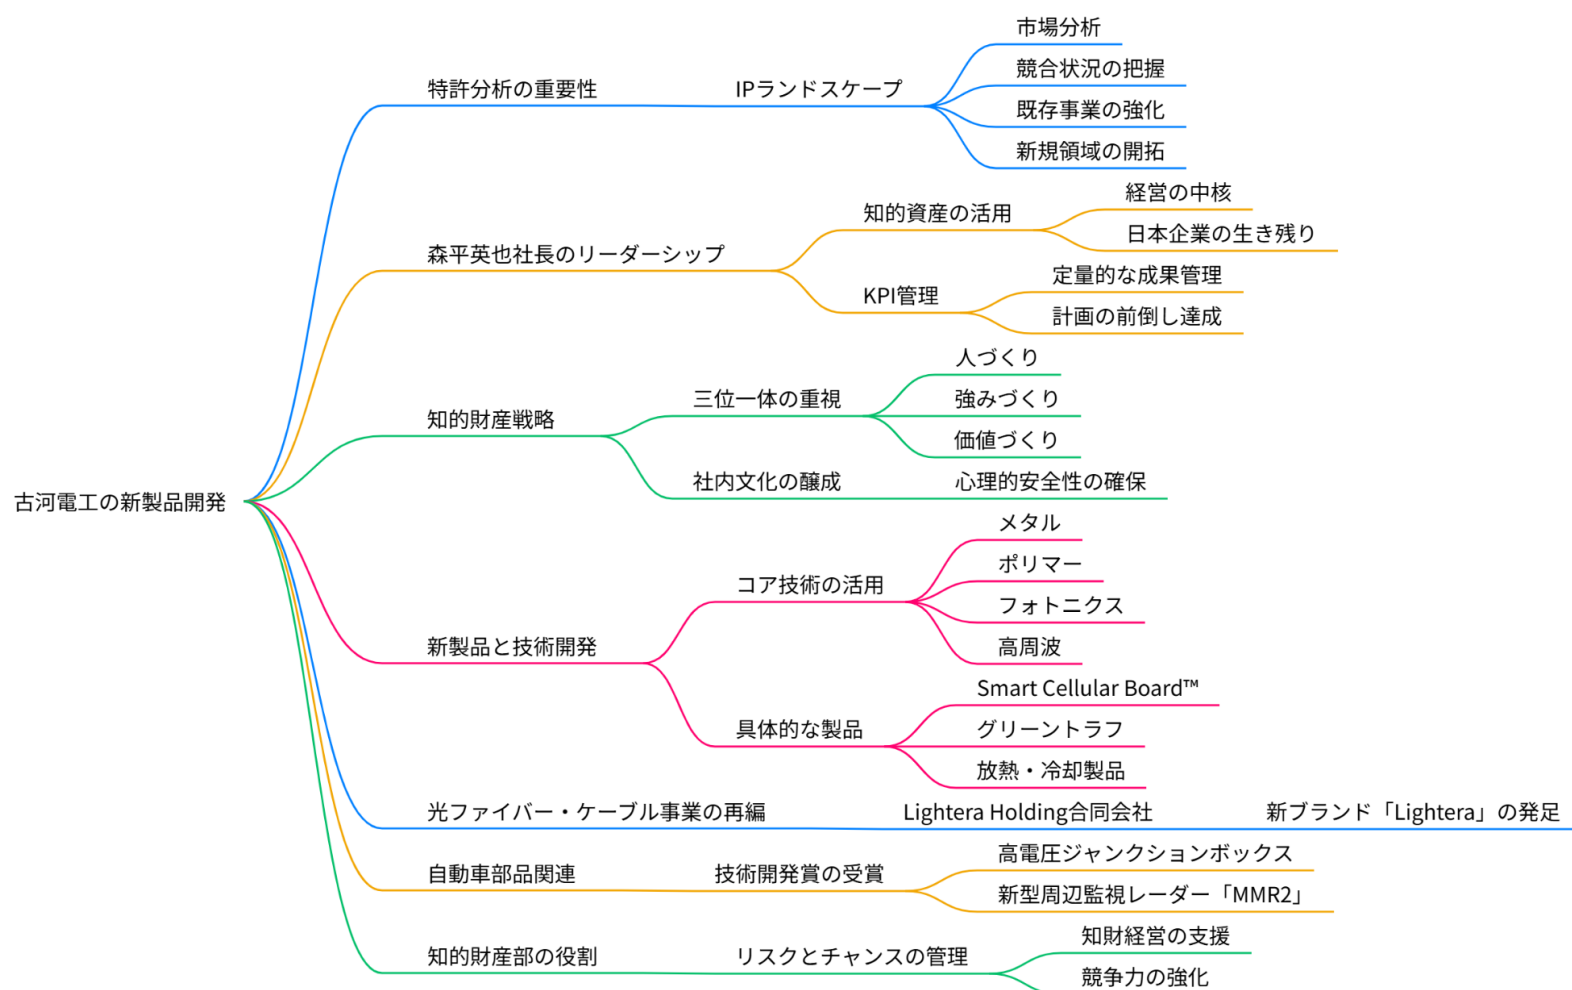 古河電工の新製品開発
特許分析の重要性
IPランドスケープ
市場分析
競合状況の把握
既存事業の強化
新規領域の開拓
森平英也社長のリーダーシップ
知的資産の活用
経営の中核
日本企業の生き残り
KPI管理
定量的な成果管理
計画の前倒し達成
知的財産戦略
三位一体の重視
人づくり
強みづくり
価値づくり
社内文化の醸成
心理的安全性の確保
新製品と技術開発
コア技術の活用
メタル
ポリマー
フォトニクス
高周波
具体的な製品
Smart Cellular Board™
グリーントラフ
放熱・冷却製品
光ファイバー・ケーブル事業の再編
Lightera Holding合同会社
新ブランド「Lightera」の発足
自動車部品関連
技術開発賞の受賞
高電圧ジャンクションボックス
新型周辺監視レーダー「MMR2」
知的財産部の役割
リスクとチャンスの管理
知財経営の支援
競争力の強化